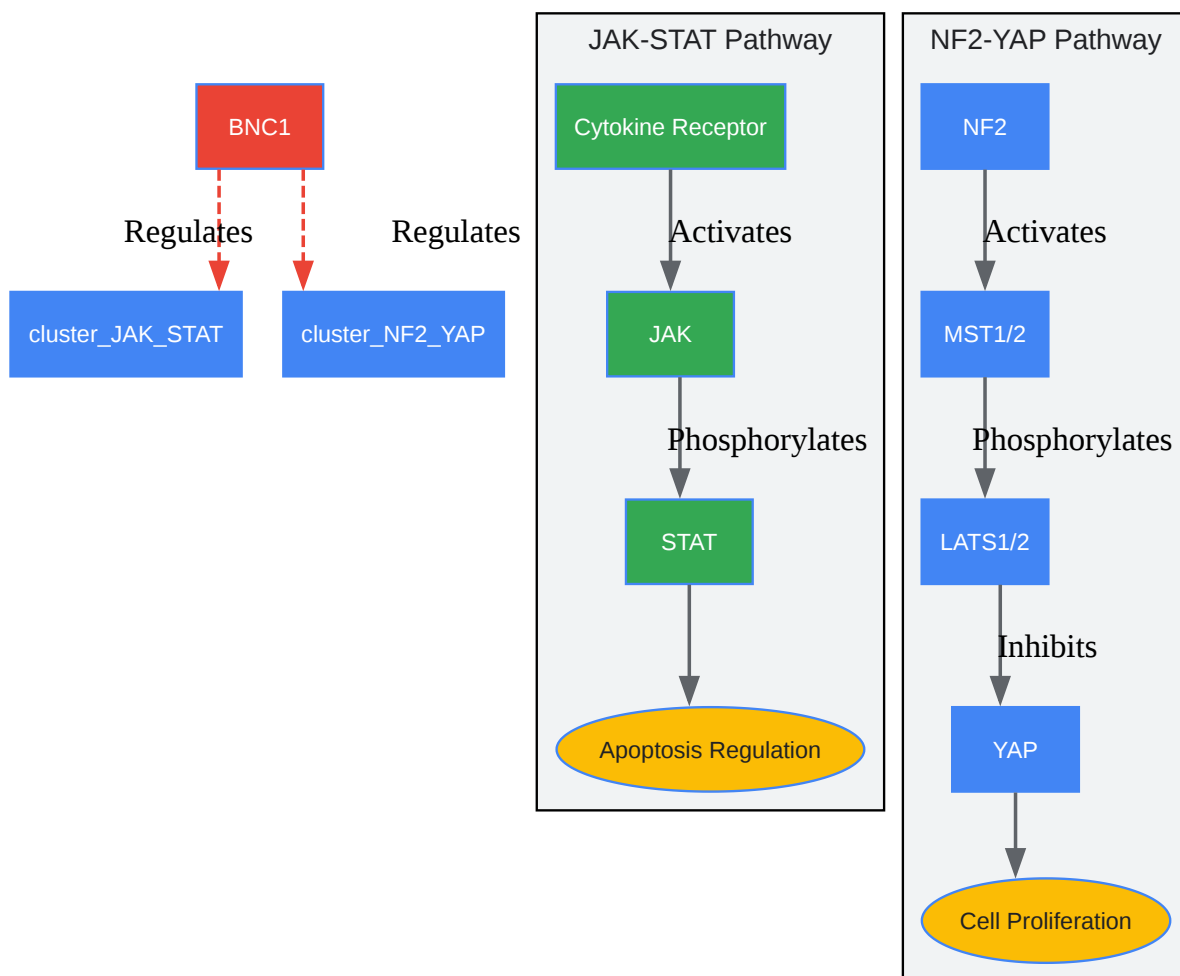 JAK-STAT Pathway
NF2-YAP Pathway
BNC1
Cytokine Receptor
NF2
Regulates
Regulates
Activates
Activates
cluster_JAK_STAT
cluster_NF2_YAP
JAK
MST1/2
Phosphorylates
Phosphorylates
STAT
LATS1/2
Inhibits
Apoptosis Regulation
YAP
Cell Proliferation